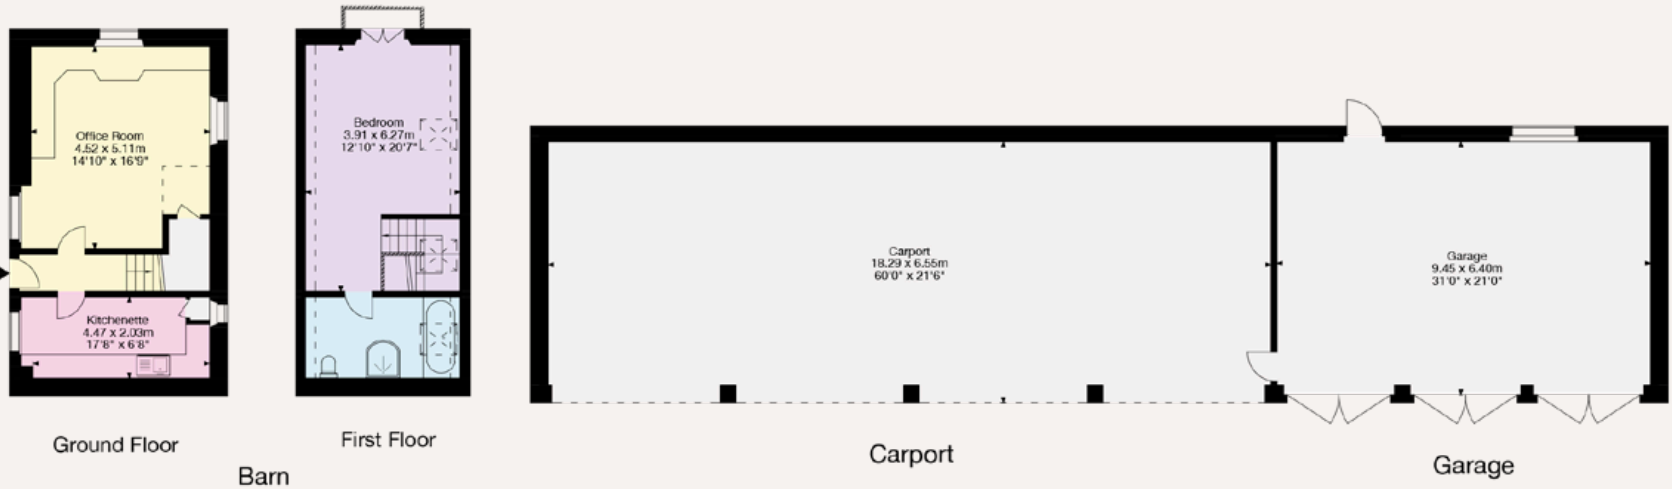 Office Room
4.52 x 5.11m
14'10" x 16'9"
Kitchenette
4.47 x 2.03m
17'8" x 6'8"
Ground Floor
Bedroom
3.91 x 6.27m
12'10" x 20'7"
First Floor
Barn
Carport
18.29 x 6.55m
60'0" x 21'6"
Carport
Garage
9.45 x 6.40m
31'0" x 21'0"
Garage